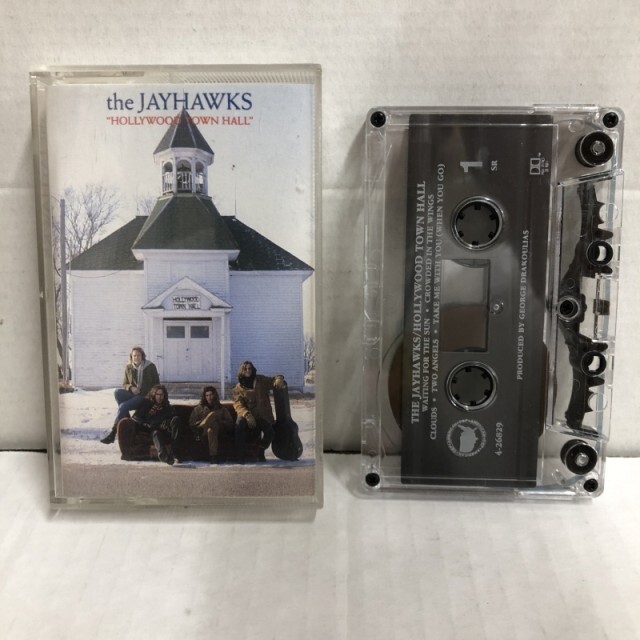 the JAYHAWKS
"HOLLYWOOD TOWN HALL"
HOLLYWOOD
TOWN HALL
1
SR
THE JAYHAWKS/HOLLYWOOD TOWN HALL
WAITING FOR THE SUN • CROWDED IN THE WINGS
CLOUDS • TWO ANGELS • TAKE ME WITH YOU (WHEN YOU GO)
PRODUCED BY GEORGE DRAKOULIAS
4-26829